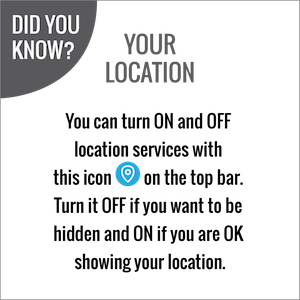 DID YOU
KNOW?
YOUR
LOCATION
You can turn ON and OFF
location services with
this icon on the top bar.
Turn it OFF if you want to be
hidden and ON if you are OK
showing your location.